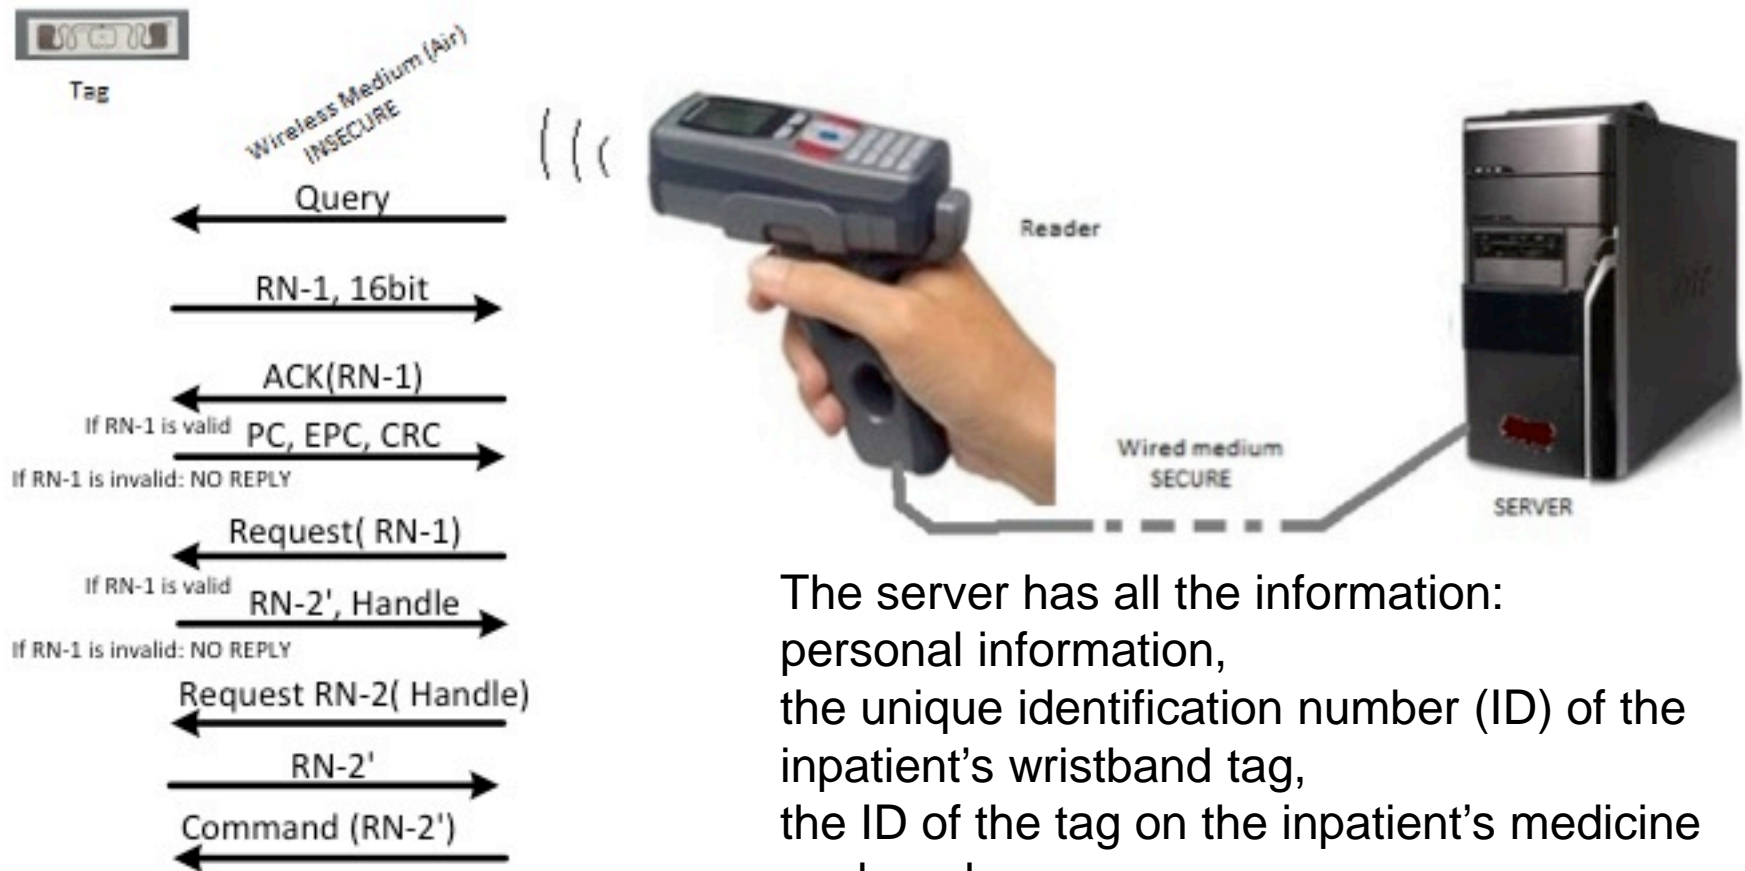 Tag
Wireless Medium (Air)
INSECURE
Query
RN-1, 16bit
ACK(RN-1)
If RN-1 is valid
PC, EPC, CRC
If RN-1 is invalid: NO REPLY
Request( RN-1)
If RN-1 is valid
RN-2', Handle
If RN-1 is invalid: NO REPLY
Request RN-2( Handle)
RN-2'
Command (RN-2')
Reader
Wired medium
SECURE
SERVER
The server has all the information:
personal information,
the unique identification number (ID) of the
inpatient’s wristband tag,
the ID of the tag on the inpatient’s medicine